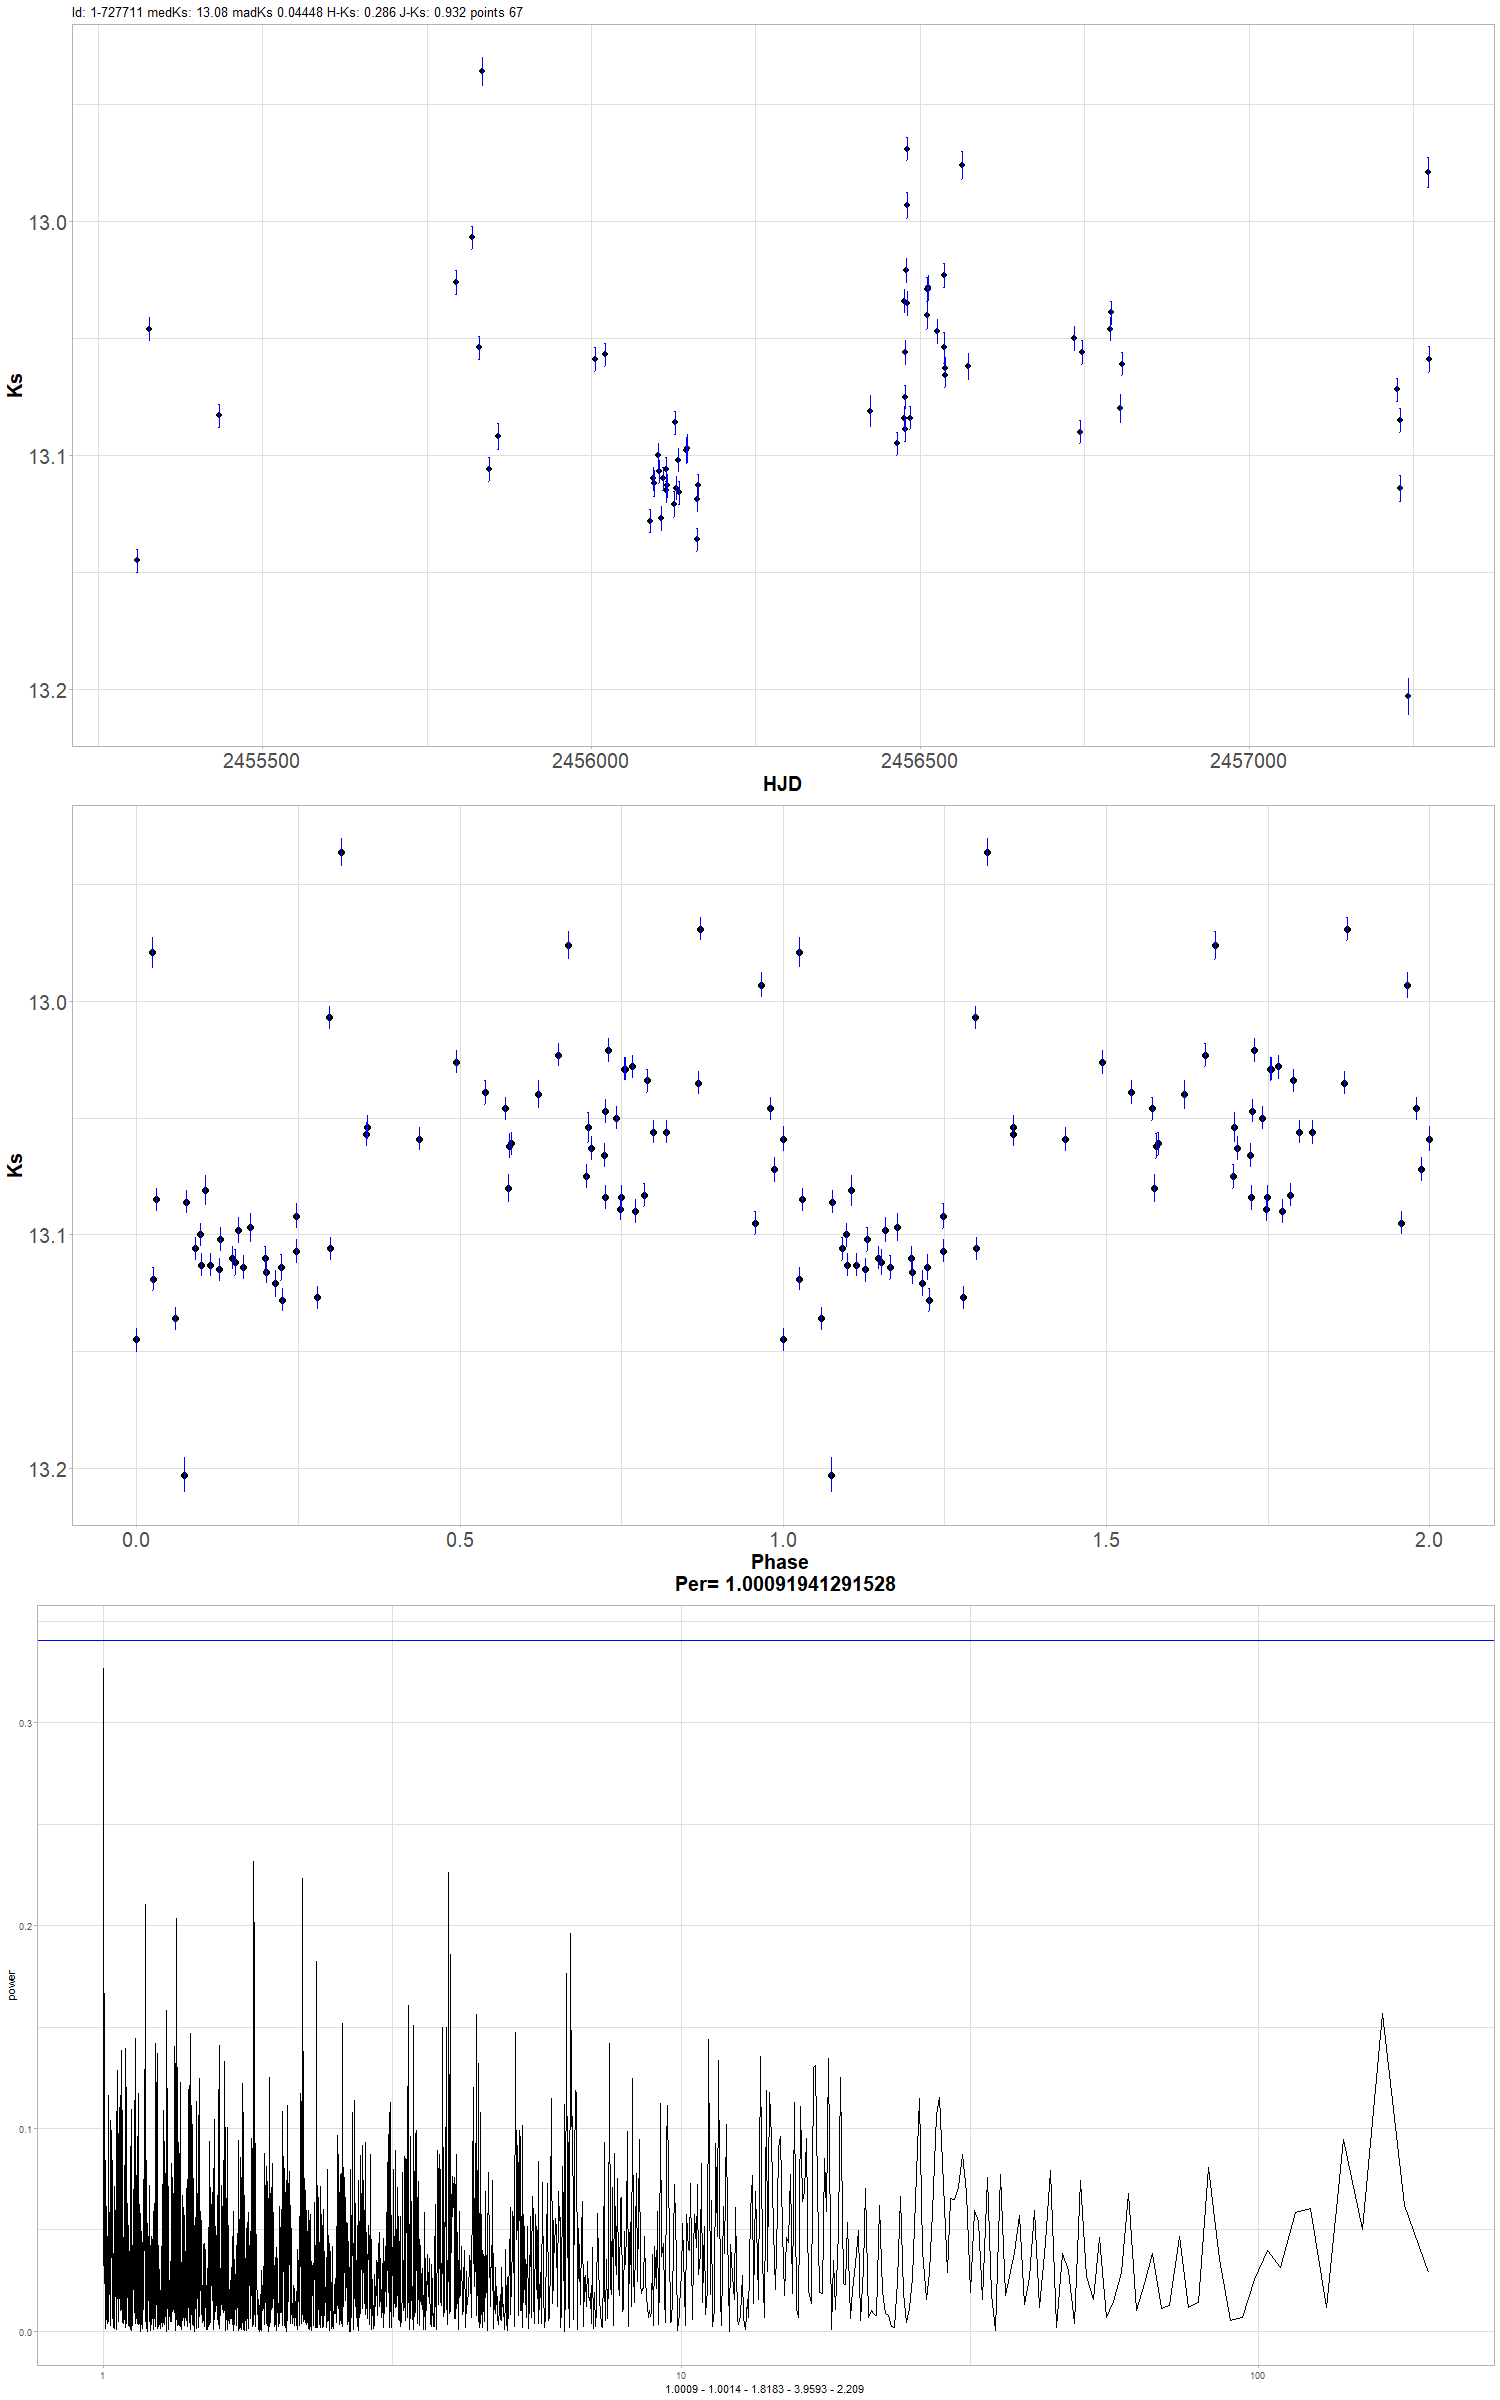 Id: 1-727711 medKs: 13.08 madKs 0.04448 H-Ks: 0.286 J-Ks: 0.932 points 67
13.0
13.1
13.2
Ks
2455500 2456000 2456500 2457000
HJD
13.0
13.1
13.2
Ks
0.0 0.5 1.0 1.5 2.0
Phase
Per= 1.00091941291528
0.3
0.2
0.1
0.0
power
1 10 100
1.0009 - 1.0014 - 1.8183 - 3.9593 - 2.209